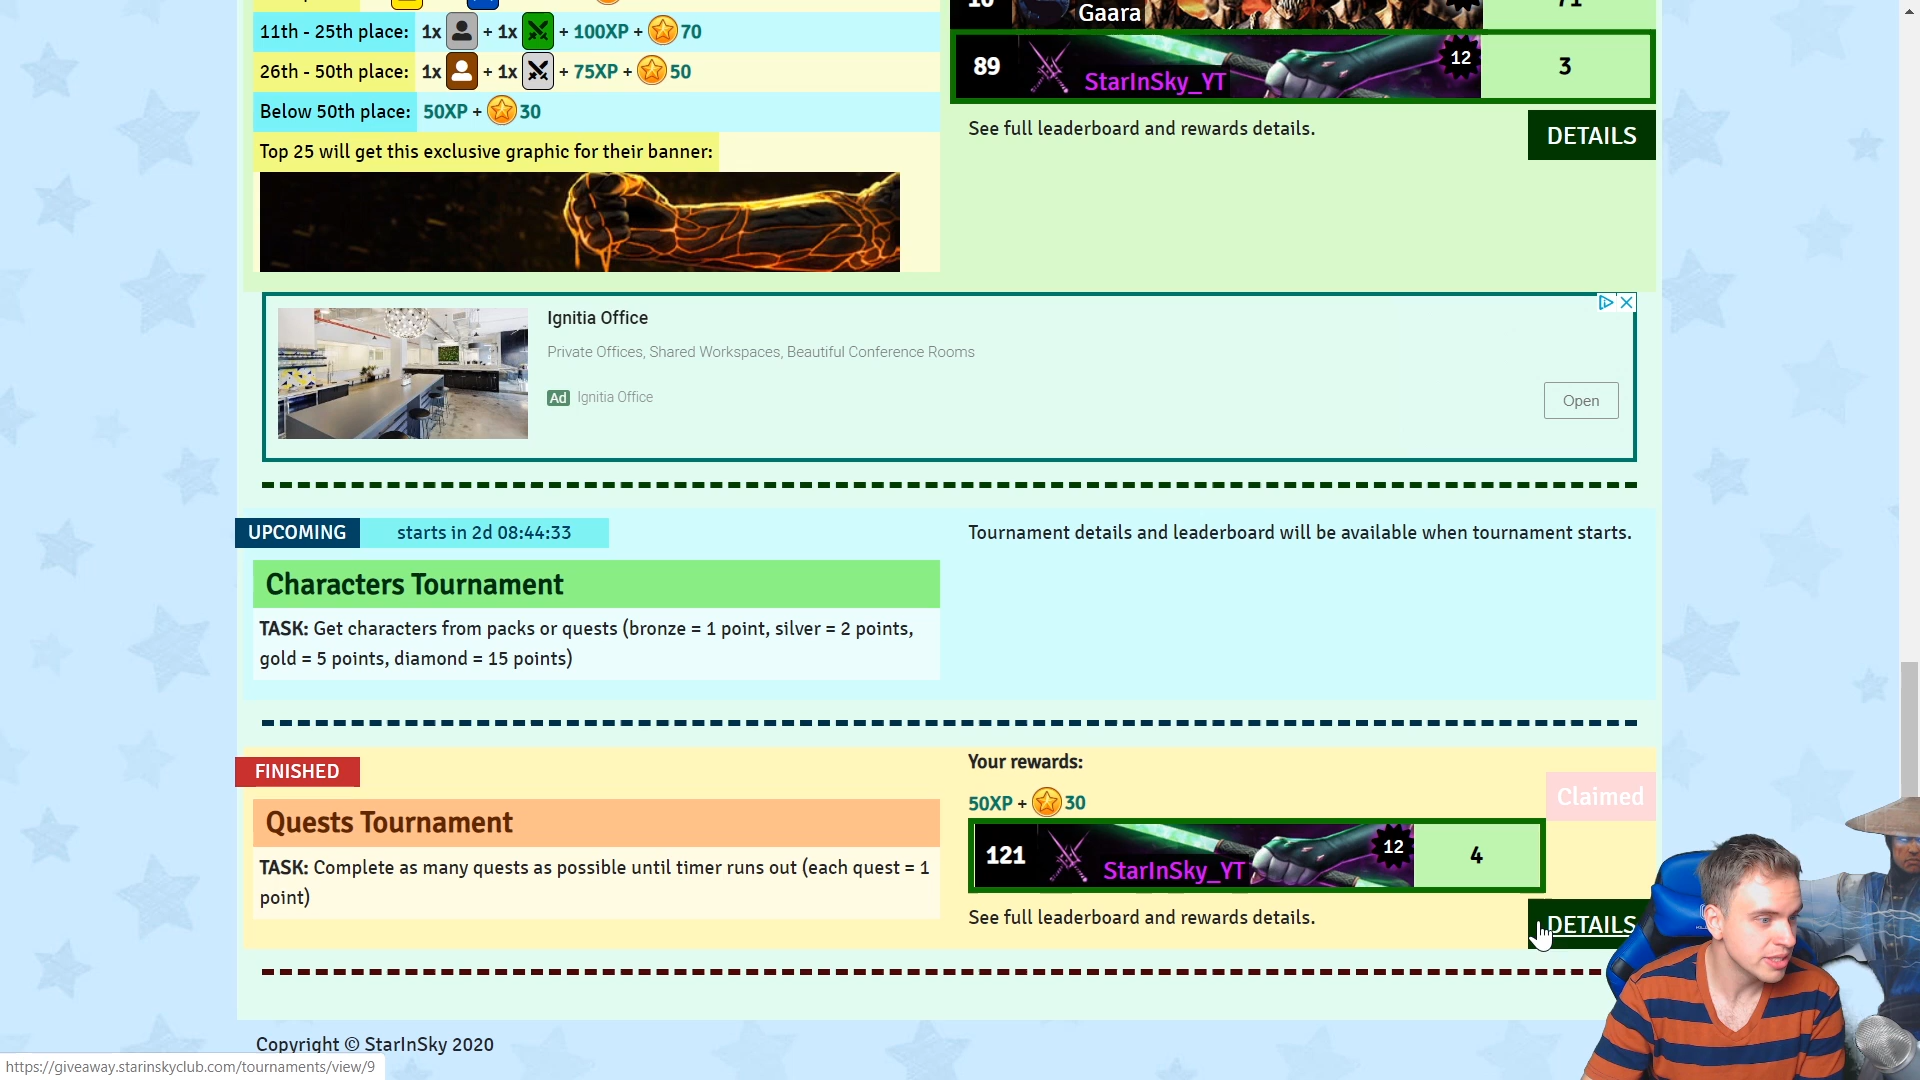 10 Gaara 71
11th - 25th place: 1x + 1x + 100XP + 70
89 StarInSky_YT 12 3
26th - 50th place: 1x + 1x + 75XP + 50
Below 50th place: 50XP + 30
See full leaderboard and rewards details. DETAILS
Top 25 will get this exclusive graphic for their banner:
Ignitia Office
Private Offices, Shared Workspaces, Beautiful Conference Rooms
Ad Ignitia Office
Open
UPCOMING starts in 2d 08:44:33
Tournament details and leaderboard will be available when tournament starts.
Characters Tournament
TASK: Get characters from packs or quests (bronze = 1 point, silver = 2 points,
gold = 5 points, diamond = 15 points)
FINISHED
Your rewards:
50XP + 30
Claimed
Quests Tournament
121 StarInSky_YT 12 4
TASK: Complete as many quests as possible until timer runs out (each quest = 1
point)
See full leaderboard and rewards details. DETAILS
Copyright © StarInSky 2020
https://giveaway.starinskyclub.com/tournaments/view/9